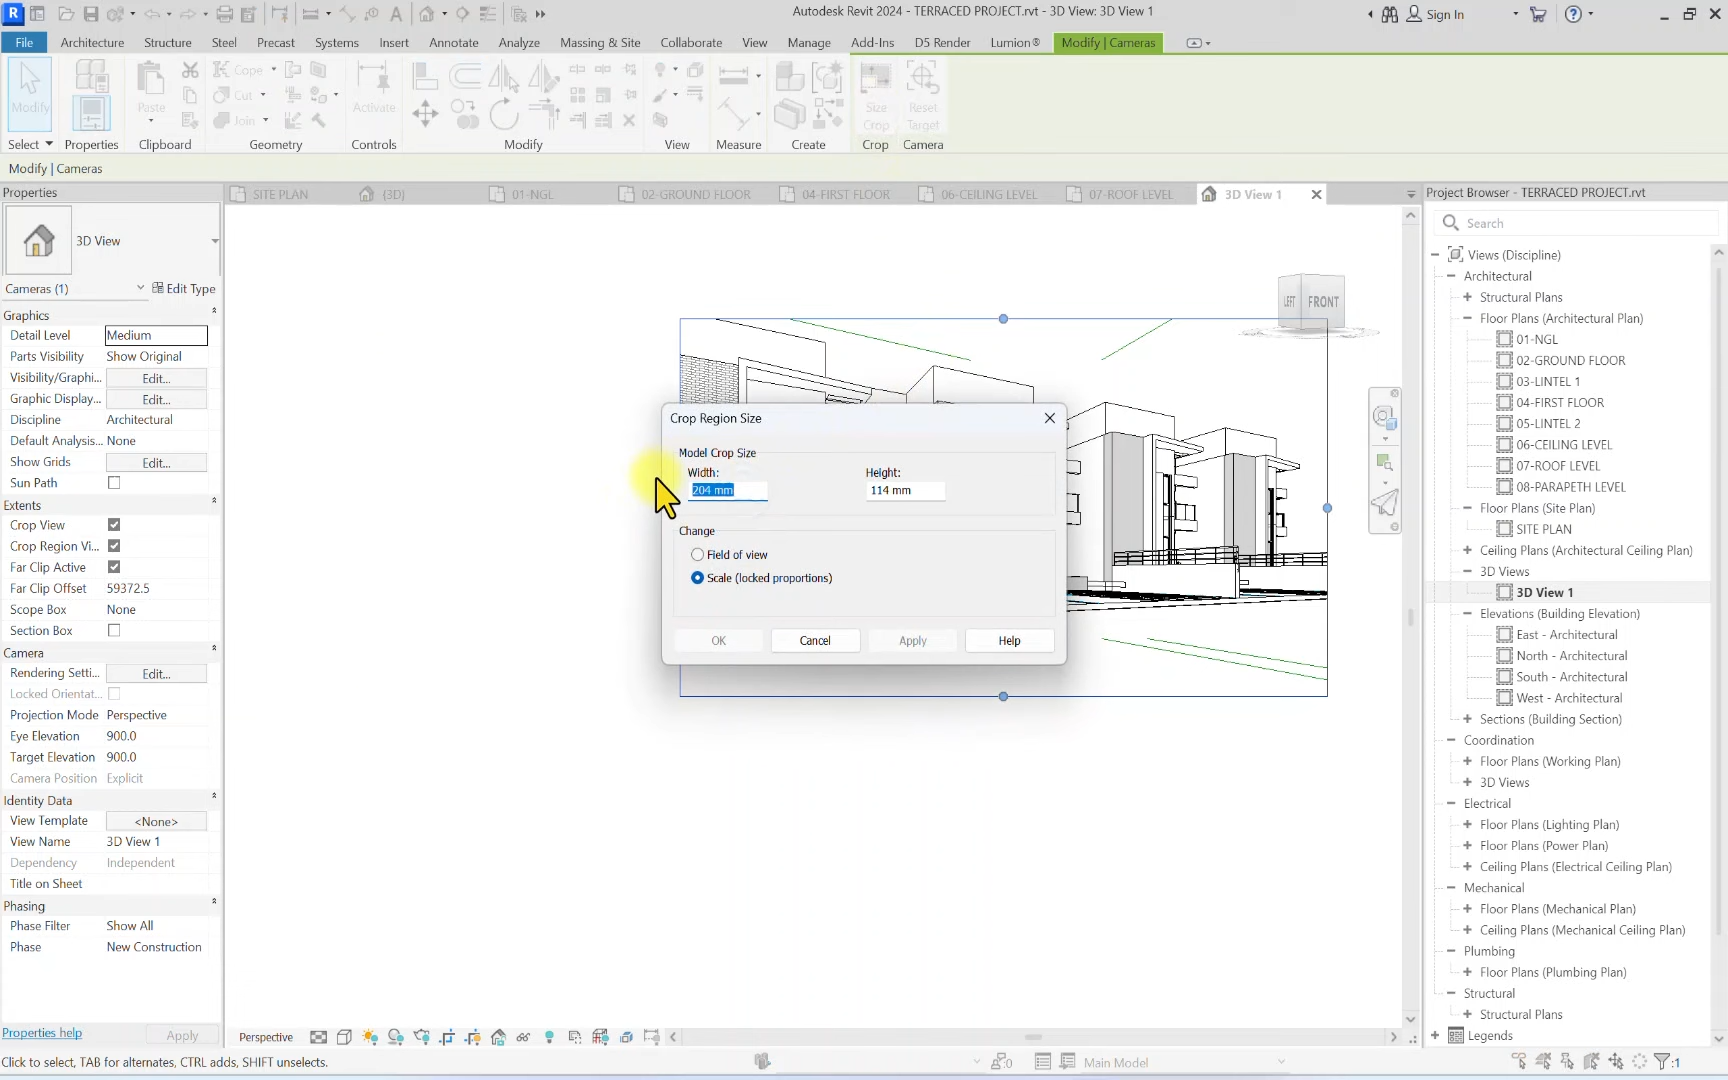 Autodesk Revit 2024 - TERRACED PROJECT.rvt - 3D View: 3D View 1
Sign In
File Architecture Structure Steel Precast Systems Insert Annotate Analyze Massing & Site Collaborate View Manage Add-Ins D5 Render Lumion® Modify | Cameras
Modify
Paste
Cope
Cut
Join
Activate
Size Crop
Reset Target
Select Properties Clipboard Geometry Controls Modify View Measure Create Crop Camera
Modify | Cameras
Properties
SITE PLAN {3D} 01-NGL 02-GROUND FLOOR 04-FIRST FLOOR 06-CEILING LEVEL 07-ROOF LEVEL 3D View 1
3D View
Cameras (1) Edit Type
Graphics
Detail Level Medium
Parts Visibility Show Original
Visibility/Graphi... Edit...
Graphic Display... Edit...
Discipline Architectural
Default Analysis... None
Show Grids Edit...
Sun Path
Extents
Crop View
Crop Region Vi...
Far Clip Active
Far Clip Offset 59372.5
Scope Box None
Section Box
Camera
Rendering Setti... Edit...
Locked Orientat...
Projection Mode Perspective
Eye Elevation 900.0
Target Elevation 900.0
Camera Position Explicit
Identity Data
View Template <None>
View Name 3D View 1
Dependency Independent
Title on Sheet
Phasing
Phase Filter Show All
Phase New Construction
Properties help Apply
LEFT FRONT
Crop Region Size
Model Crop Size
Width: Height:
204 mm 114 mm
Change
Field of view
Scale (locked proportions)
OK Cancel Apply Help
Project Browser - TERRACED PROJECT.rvt
Search
Views (Discipline)
Architectural
Structural Plans
Floor Plans (Architectural Plan)
01-NGL
02-GROUND FLOOR
03-LINTEL 1
04-FIRST FLOOR
05-LINTEL 2
06-CEILING LEVEL
07-ROOF LEVEL
08-PARAPETH LEVEL
Floor Plans (Site Plan)
SITE PLAN
Ceiling Plans (Architectural Ceiling Plan)
3D Views
3D View 1
Elevations (Building Elevation)
East - Architectural
North - Architectural
South - Architectural
West - Architectural
Sections (Building Section)
Coordination
Floor Plans (Working Plan)
3D Views
Electrical
Floor Plans (Lighting Plan)
Floor Plans (Power Plan)
Ceiling Plans (Electrical Ceiling Plan)
Mechanical
Floor Plans (Mechanical Plan)
Ceiling Plans (Mechanical Ceiling Plan)
Plumbing
Floor Plans (Plumbing Plan)
Structural
Structural Plans
Legends
Perspective
Click to select, TAB for alternates, CTRL adds, SHIFT unselects.
:0
Main Model
:1